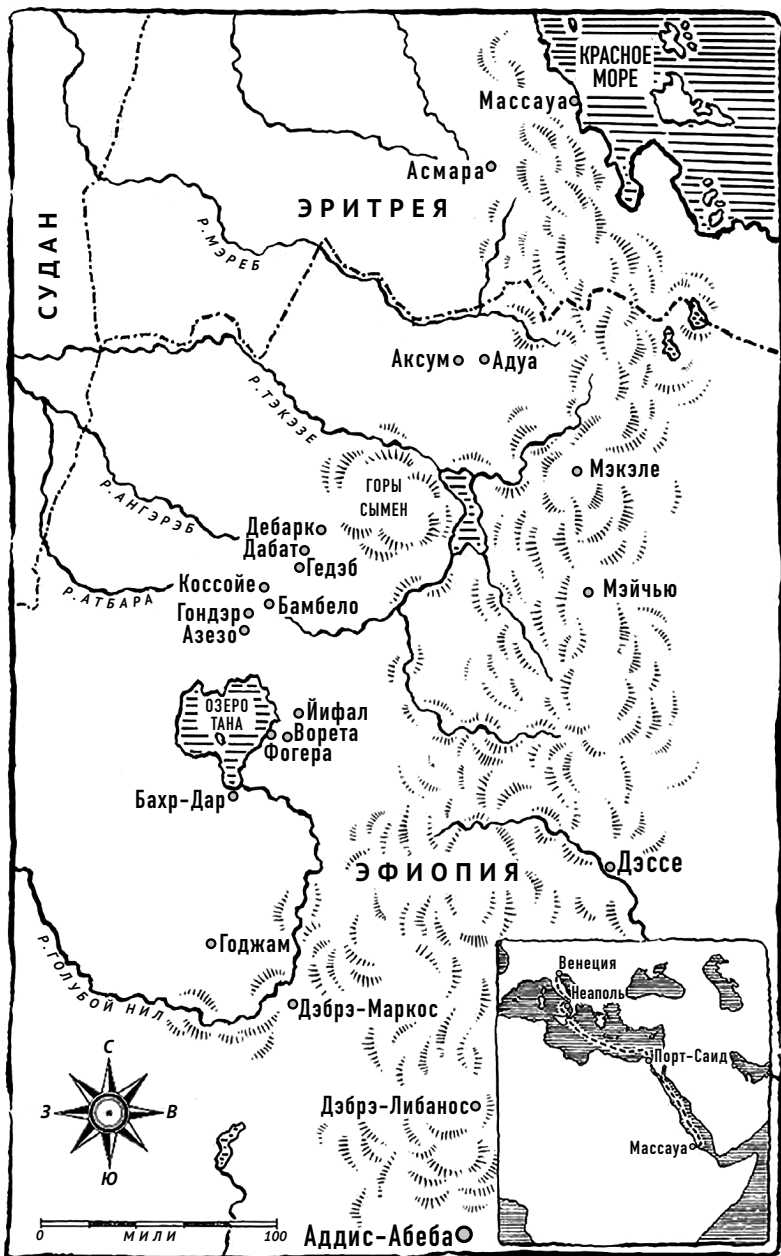 КРАСНОЕ
МОРЕ
Массауа
Асмара
ЭРИТРЕЯ
СУДАН
Р. МЭРЕБ
Аксум
Адуа
Р. ТЭКЭЗЕ
Мэкэле
ГОРЫ
СЫМЕН
Р. АНГЭРЭБ
Дебарк
Дабат
Гедэб
Коссойе
Мэйчью
Р. АТБАРА
Бамбело
Гондэр
Азезо
ОЗЕРО
ТАНА
Йифал
Ворета
Фогера
Бахр-Дар
ЭФИОПИЯ
Дэссе
Годжам
Р. ГОЛУБОЙ НИЛ
Дэбрэ-Маркос
Венеция
Неаполь
Порт-Саид
Массауа
С
З
В
Ю
Дэбрэ-Либанос
0 МИЛИ 100
Аддис-Абеба